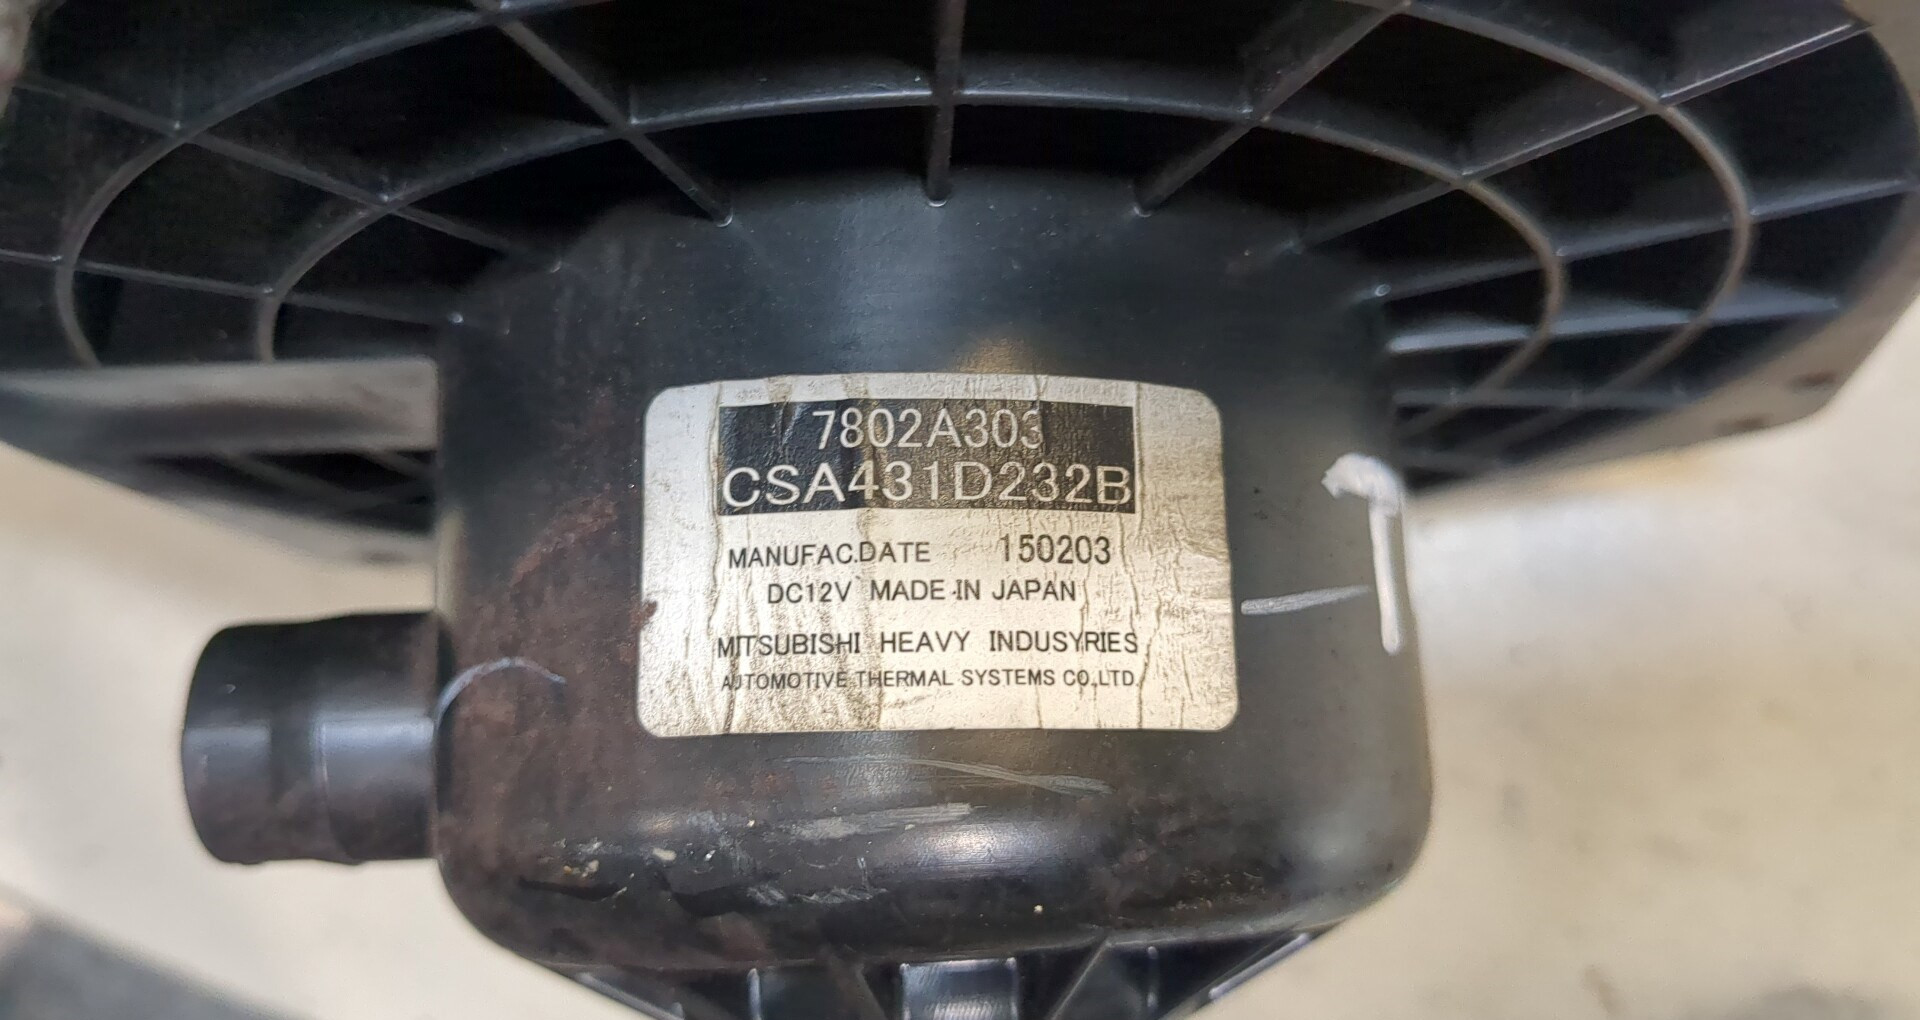 7802A303
CSA431D232B
MANUFAC.DATE 150203
DC12V MADE IN JAPAN
MITSUBISHI HEAVY INDUSYRIES
AUTOMOTIVE THERMAL SYSTEMS CO.,LTD.